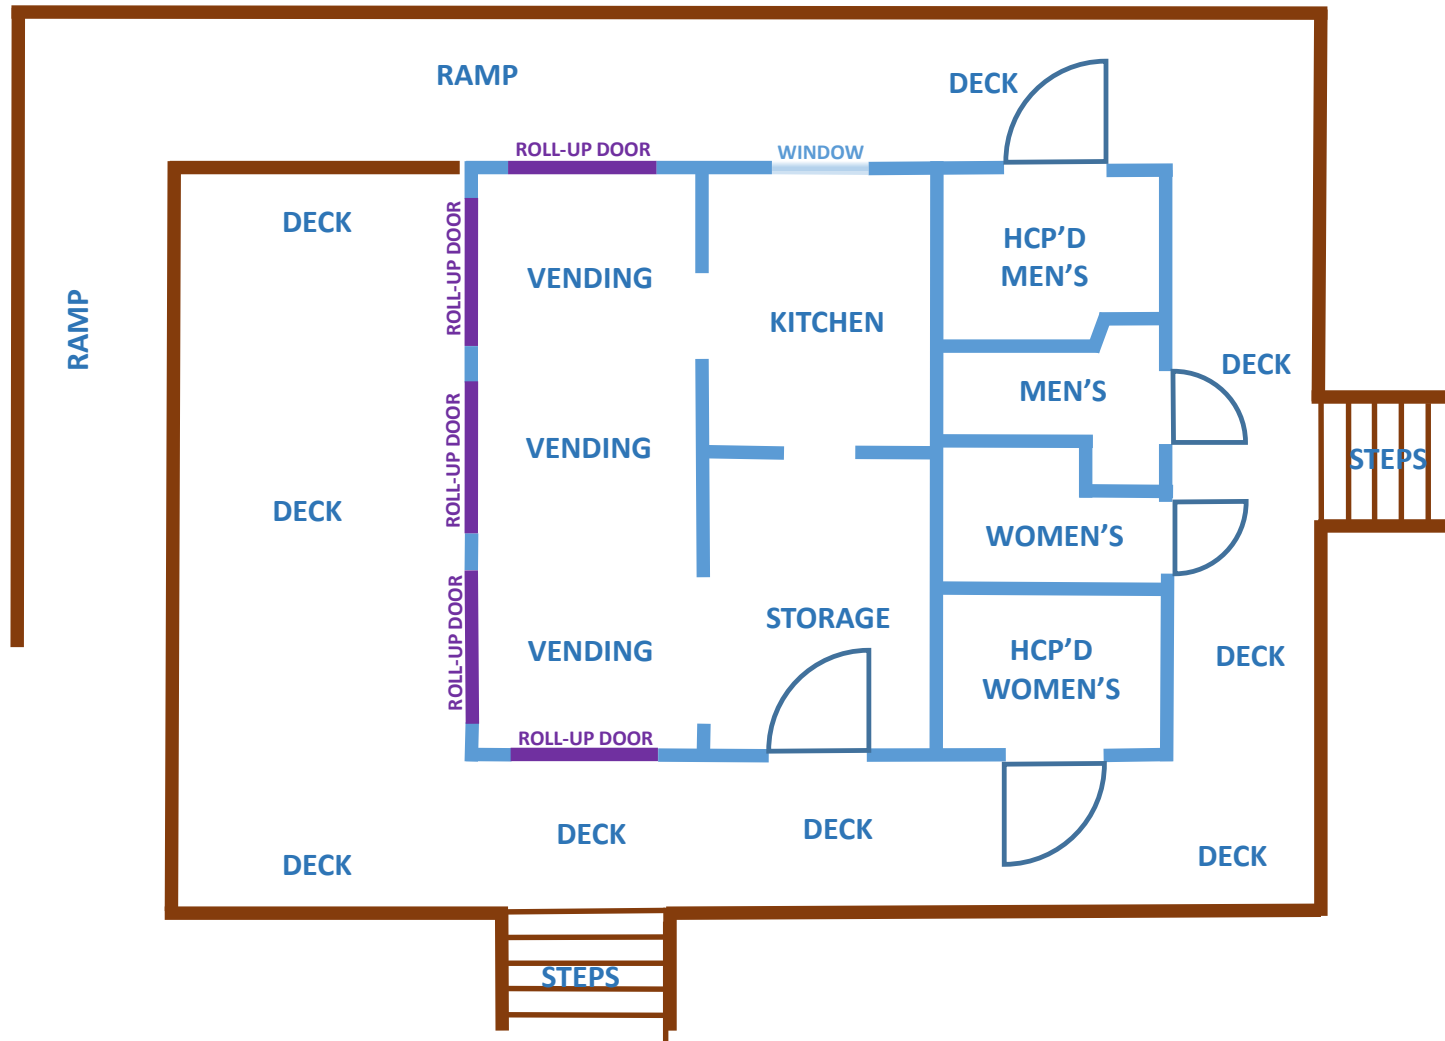 RAMP
DECK
ROLL-UP DOOR
WINDOW
DECK
ROLL-UP DOOR
VENDING
HCP'D
MEN'S
KITCHEN
RAMP
DECK
MEN'S
ROLL-UP DOOR
VENDING
STEPS
DECK
WOMEN'S
STORAGE
ROLL-UP DOOR
VENDING
HCP'D
WOMEN'S
DECK
ROLL-UP DOOR
DECK
DECK
DECK
DECK
STEPS